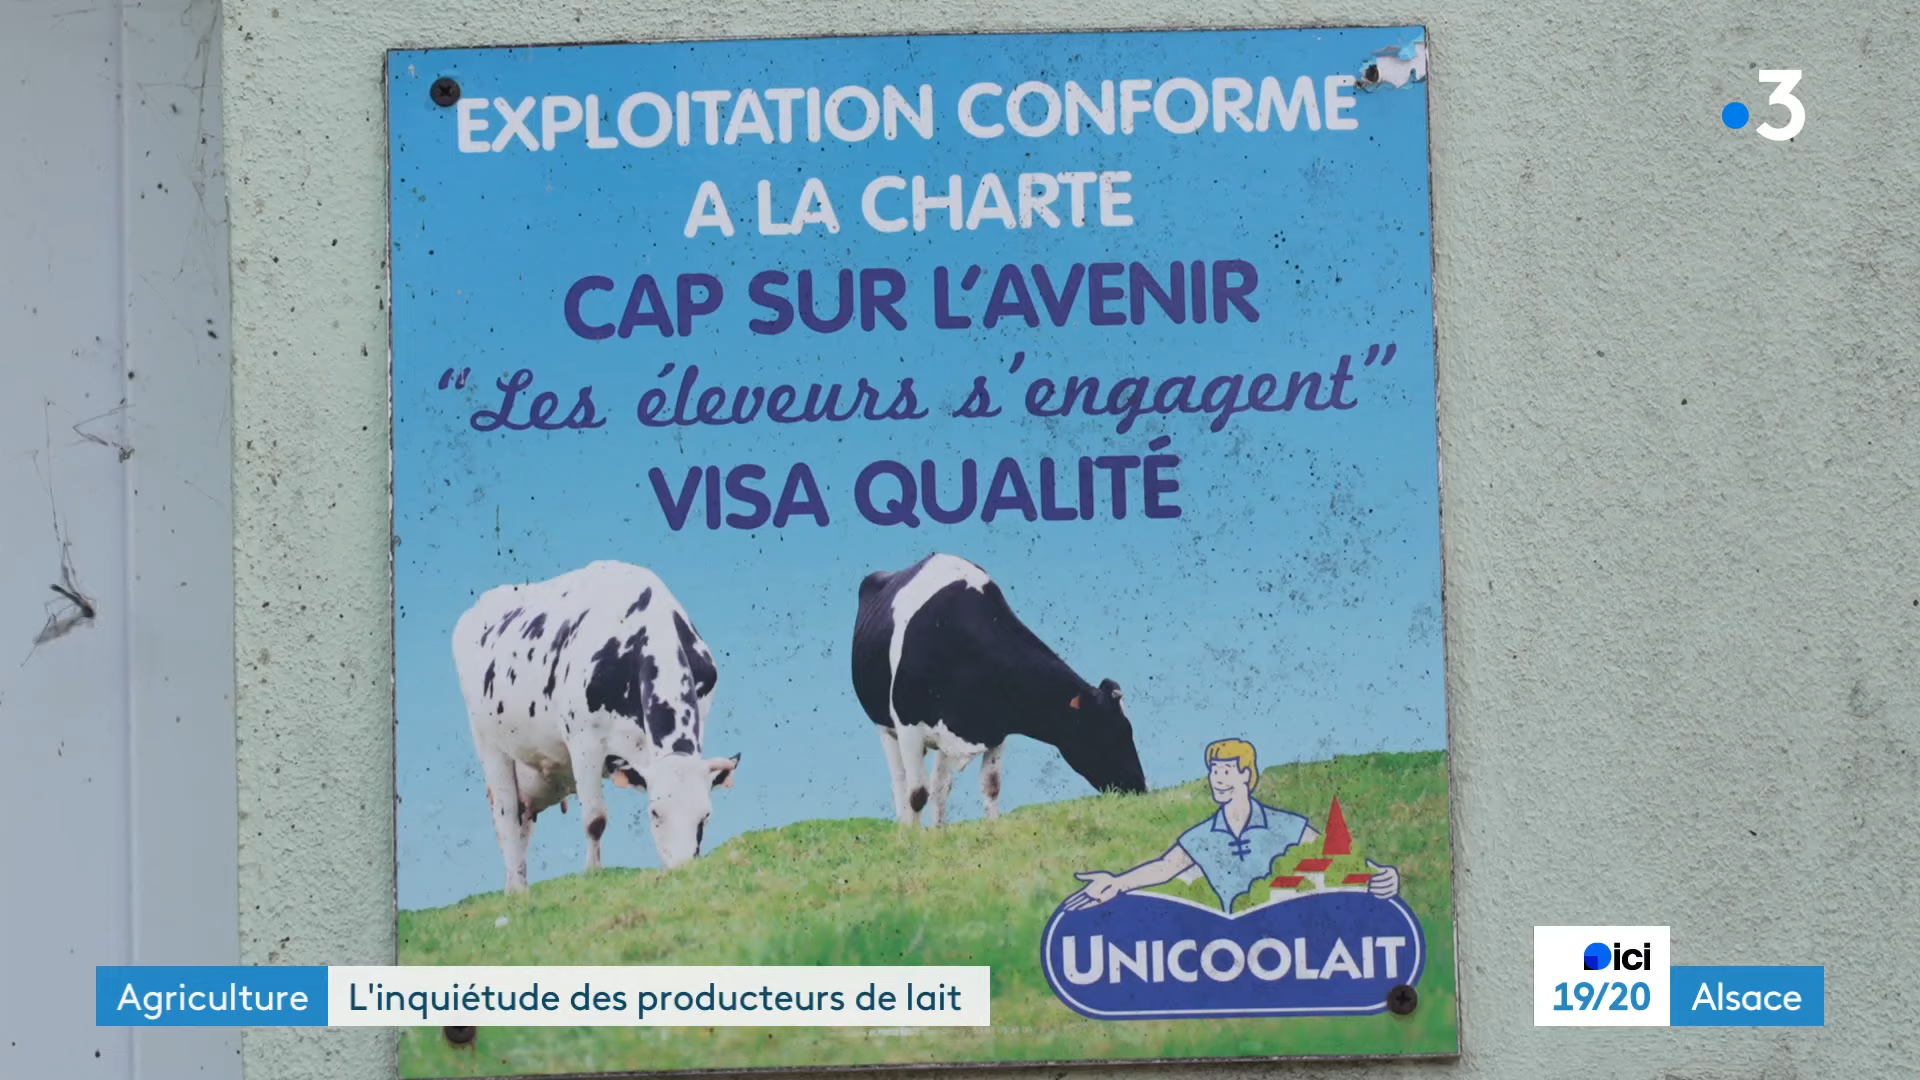 EXPLOITATION CONFORME
A LA CHARTE
CAP SUR L'AVENIR
“Les éleveurs s'engagent”
VISA QUALITÉ
UNICOOLAIT
3
Agriculture
L'inquiétude des producteurs de lait
ici
19/20
Alsace